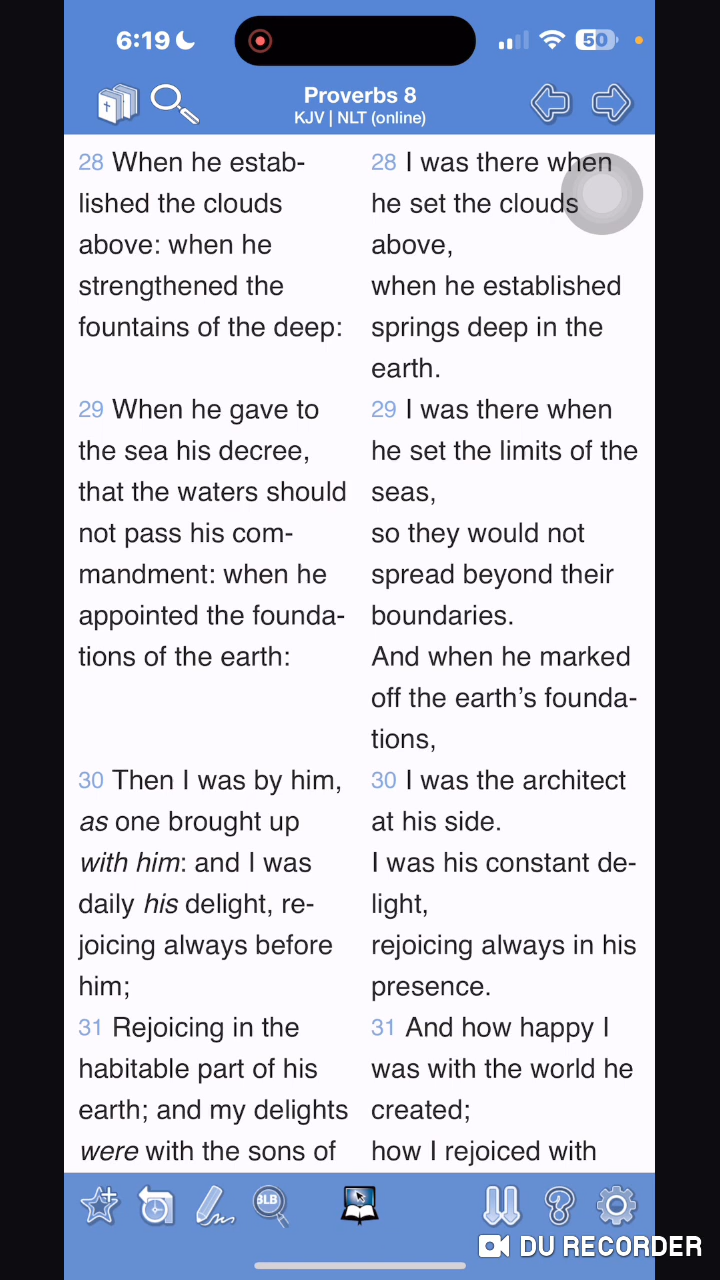 6:19
50
Proverbs 8
KJV | NLT (online)
28 When he estab-
lished the clouds
above: when he
strengthened the
fountains of the deep:
29 When he gave to
the sea his decree,
that the waters should
not pass his com-
mandment: when he
appointed the founda-
tions of the earth:
30 Then I was by him,
as one brought up
with him: and I was
daily his delight, re-
joicing always before
him;
31 Rejoicing in the
habitable part of his
earth; and my delights
were with the sons of
28 I was there when
he set the clouds
above,
when he established
springs deep in the
earth.
29 I was there when
he set the limits of the
seas,
so they would not
spread beyond their
boundaries.
And when he marked
off the earth’s founda-
tions,
30 I was the architect
at his side.
I was his constant de-
light,
rejoicing always in his
presence.
31 And how happy I
was with the world he
created;
how I rejoiced with
BLB
DU RECORDER